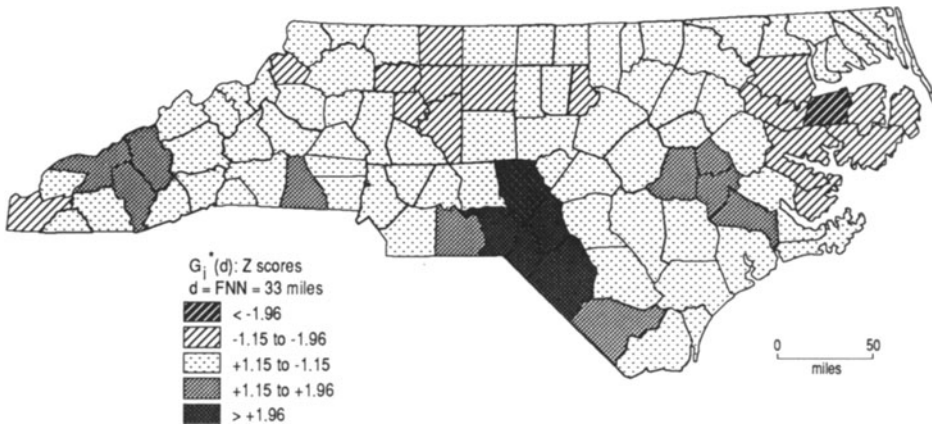 G_i^*(d): Z scores
d = FNN = 33 miles
< -1.96
-1.15 to -1.96
+1.15 to -1.15
+1.15 to +1.96
> +1.96
0 50
miles